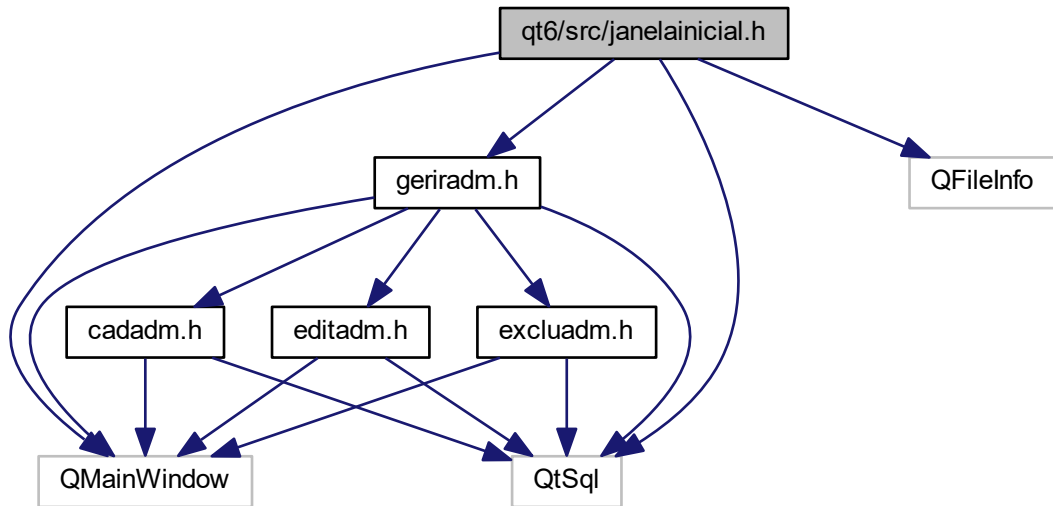 qt6/src/janelainicial.h
geriradm.h
QFileInfo
cadadm.h
editadm.h
excluadm.h
QMainWindow
QtSql